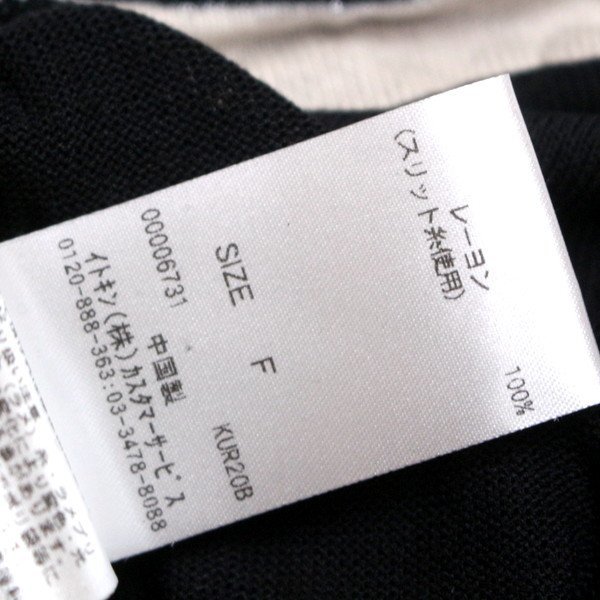 レーヨン 100%
(スリット糸使用)
SIZE F
KUR20B
00006731 中国製
イトキン(株)カスタマーサービス
0120-888-363:03-3478-8088